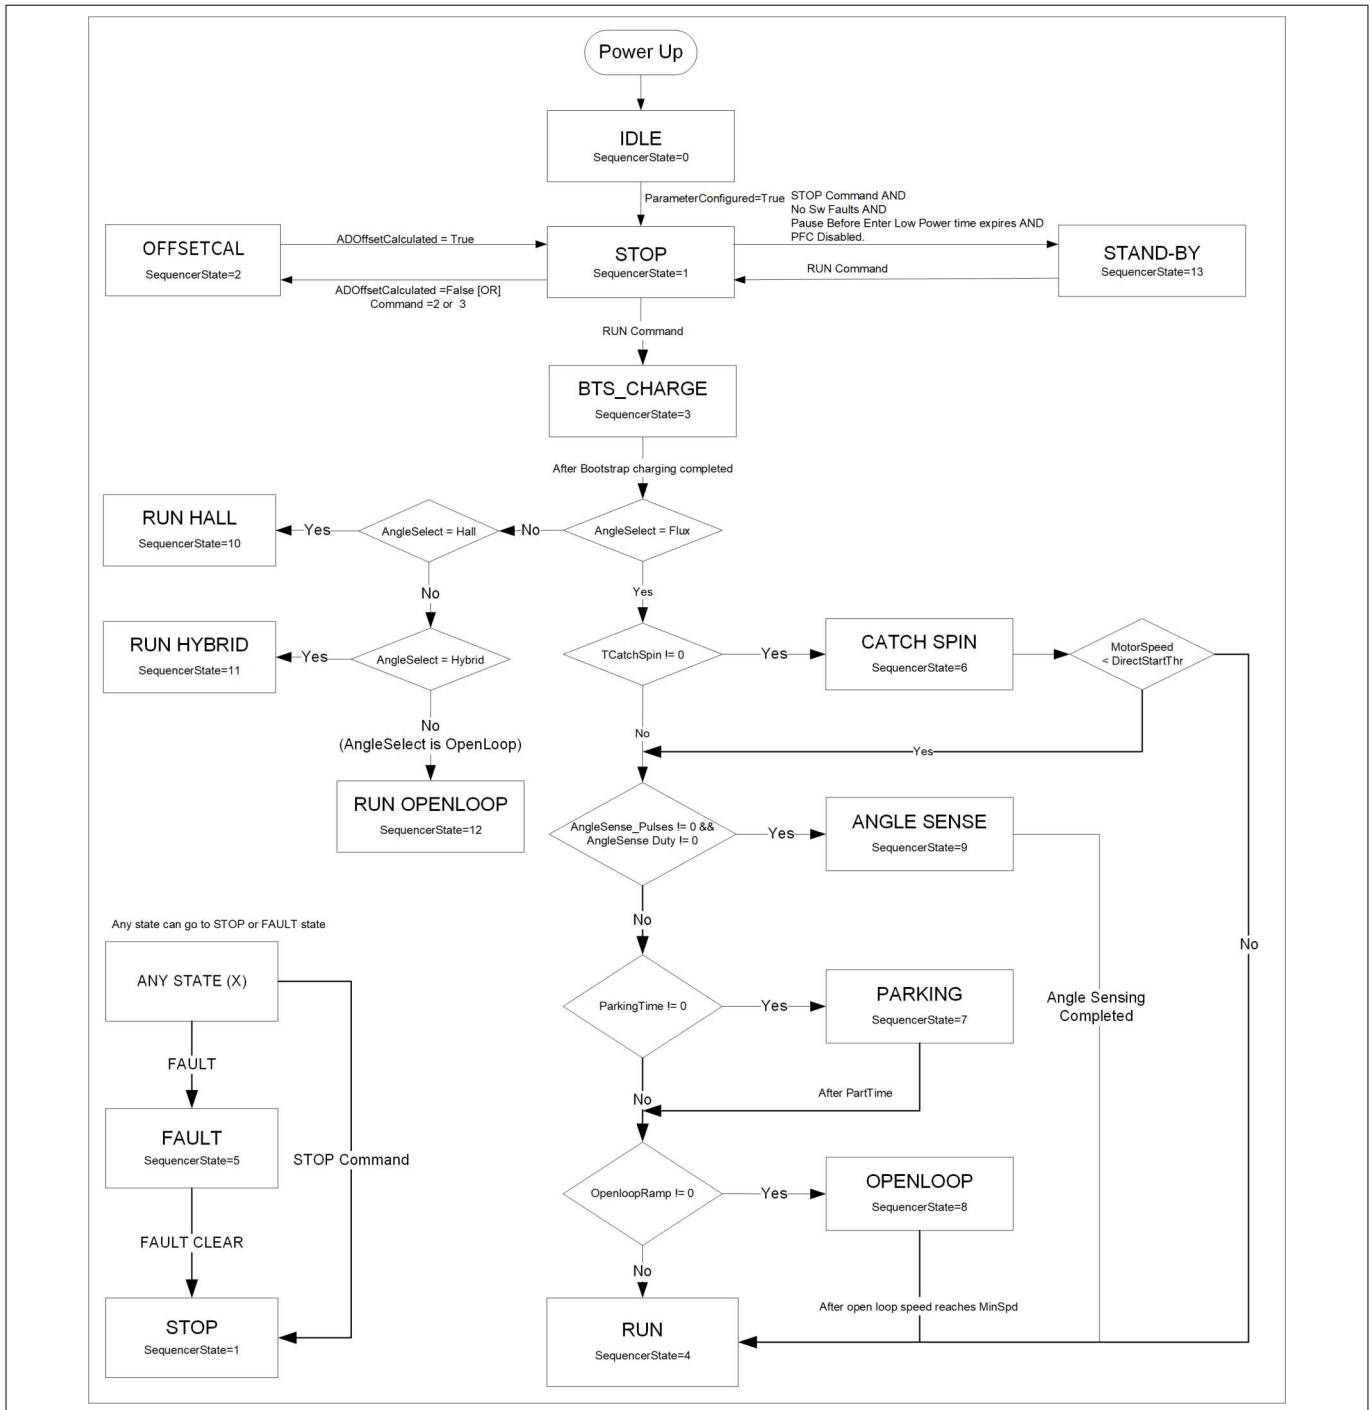 Power Up
IDLE
SequencerState=0
ParameterConfigured=True
STOP Command AND
No Sw Faults AND
Pause Before Enter Low Power time expires AND
PFC Disabled.
OFFSETCAL
SequencerState=2
ADOffsetCalculated = True
ADOffsetCalculated =False [OR]
Command =2 or 3
STOP
SequencerState=1
RUN Command
STAND-BY
SequencerState=13
RUN Command
BTS_CHARGE
SequencerState=3
After Bootstrap charging completed
RUN HALL
SequencerState=10
Yes
AngleSelect = Hall
No
AngleSelect = Flux
No
Yes
RUN HYBRID
SequencerState=11
Yes
AngleSelect = Hybrid
TCatchSpin != 0
Yes
CATCH SPIN
SequencerState=6
MotorSpeed
< DirectStartThr
No
(AngleSelect is OpenLoop)
No
Yes
RUN OPENLOOP
SequencerState=12
AngleSense_Pulses != 0 &&
AngleSense Duty != 0
Yes
ANGLE SENSE
SequencerState=9
No
Any state can go to STOP or FAULT state
No
ANY STATE (X)
ParkingTime != 0
Yes
PARKING
SequencerState=7
Angle Sensing
Completed
FAULT
After PartTime
No
FAULT
SequencerState=5
STOP Command
OpenloopRamp != 0
Yes
OPENLOOP
SequencerState=8
FAULT CLEAR
No
After open loop speed reaches MinSpd
STOP
SequencerState=1
RUN
SequencerState=4